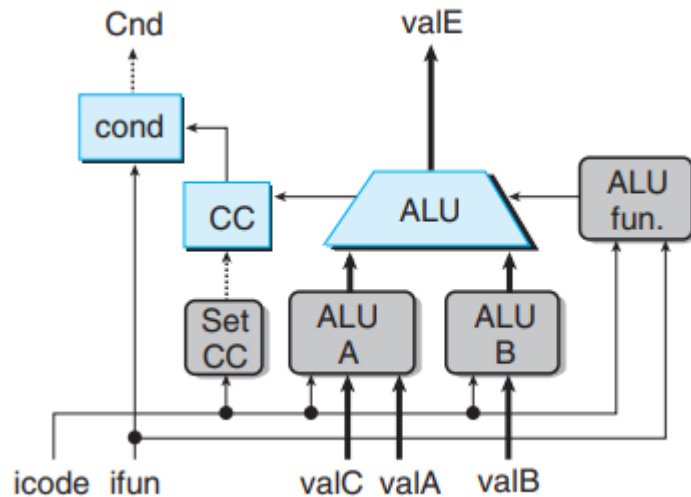 Cnd
valE
cond
CC
ALU
ALU
fun.
Set
CC
ALU
A
ALU
B
icode
ifun
valC
valA
valB